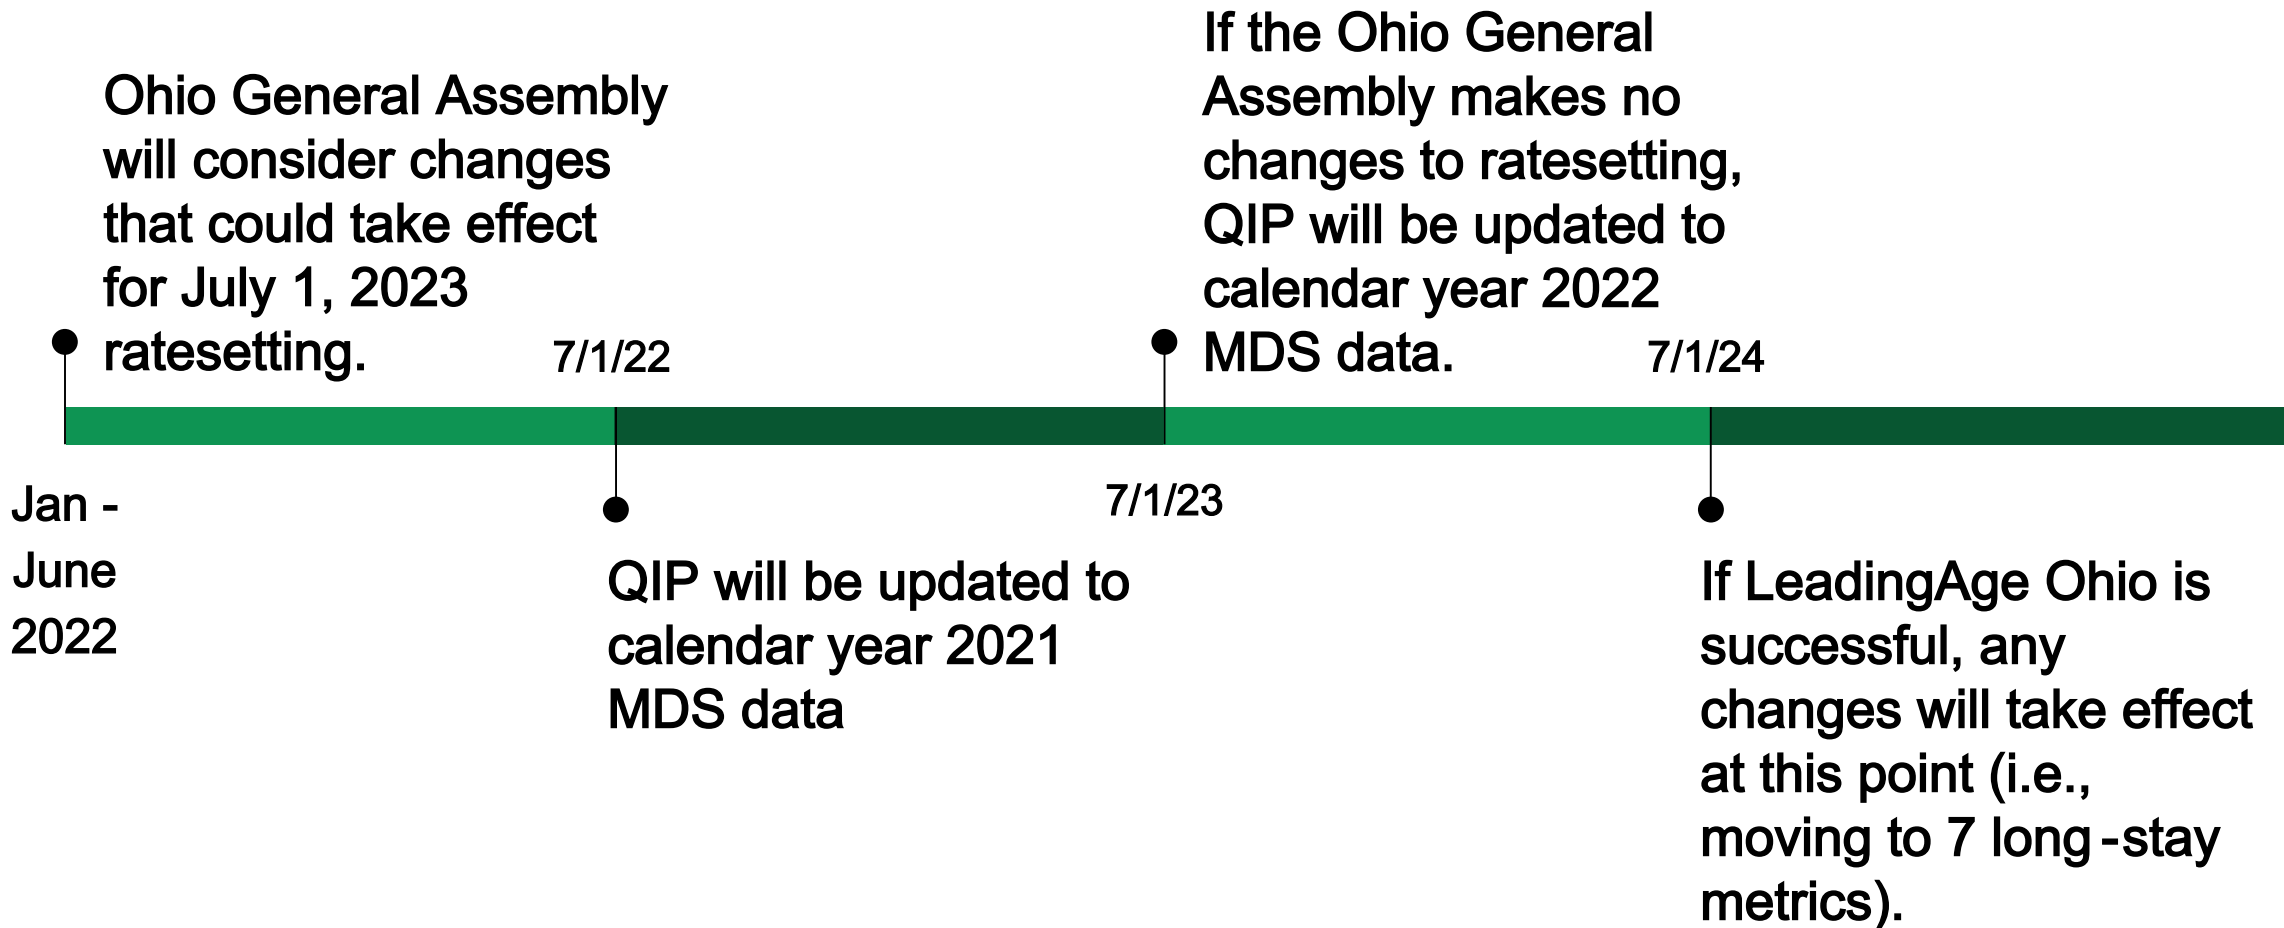 Ohio General Assembly
will consider changes
that could take effect
for July 1, 2023
ratesetting.
Jan -
June
2022
7/1/22
QIP will be updated to
calendar year 2021
MDS data
If the Ohio General
Assembly makes no
changes to ratesetting,
QIP will be updated to
calendar year 2022
MDS data.
7/1/23
7/1/24
If LeadingAge Ohio is
successful, any
changes will take effect
at this point (i.e.,
moving to 7 long-stay
metrics).